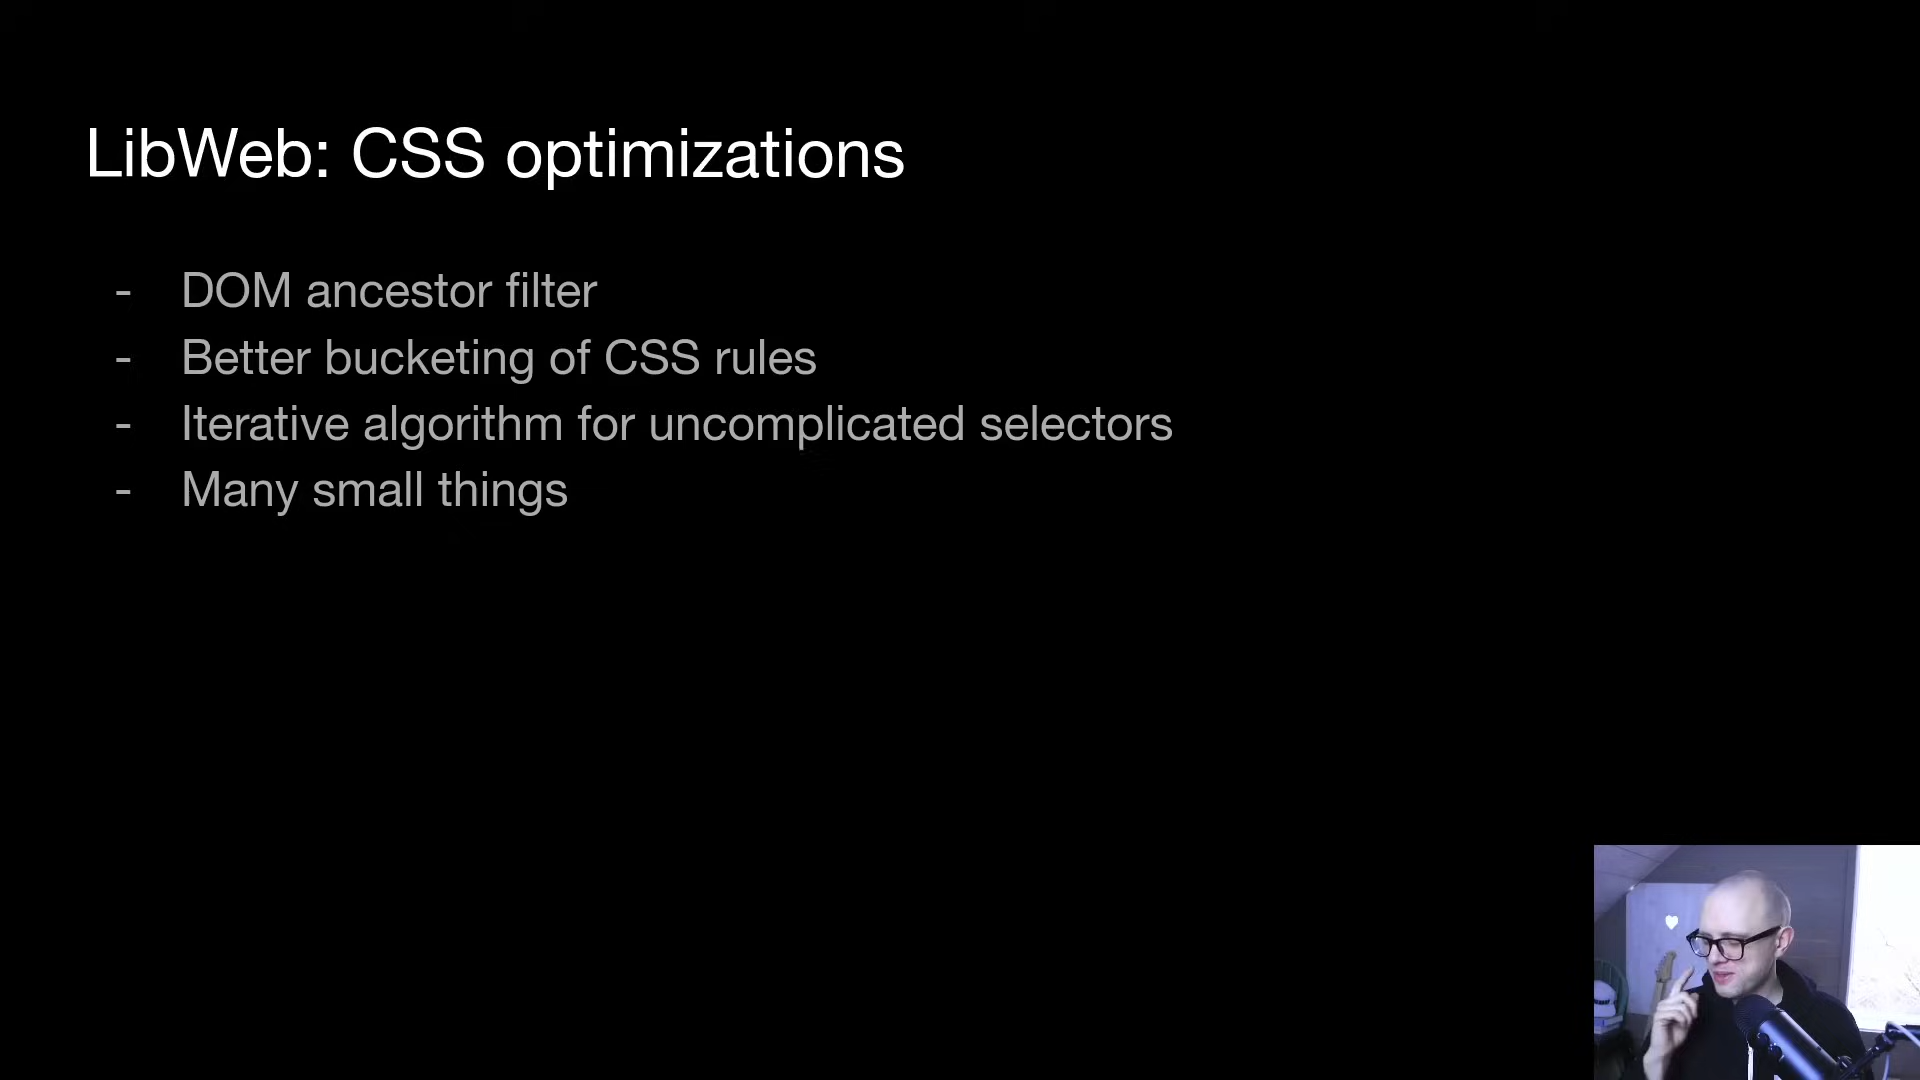 LibWeb: CSS optimizations
- DOM ancestor filter
- Better bucketing of CSS rules
- Iterative algorithm for uncomplicated selectors
- Many small things